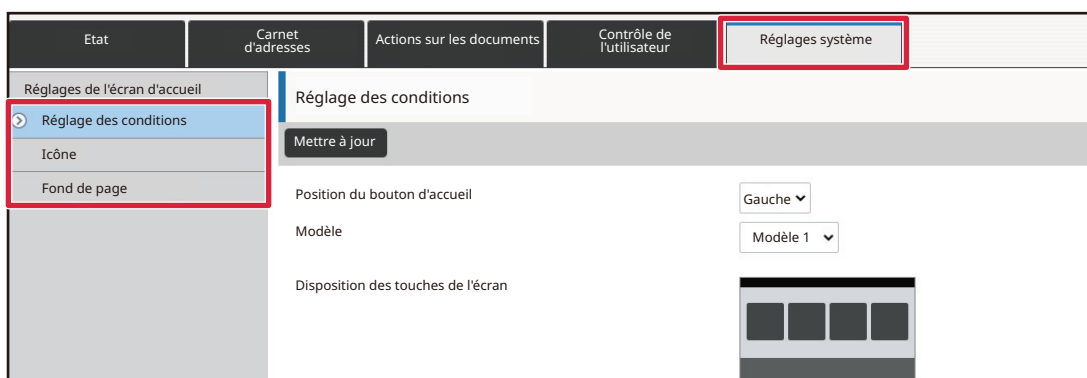 Etat
Carnet
d'adresses
Actions sur les documents
Contrôle de
l'utilisateur
Réglages système
Réglages de l'écran d'accueil
Réglage des conditions
Icône
Fond de page
Réglage des conditions
Mettre à jour
Position du bouton d'accueil
Gauche
Modèle
Modèle 1
Disposition des touches de l'écran